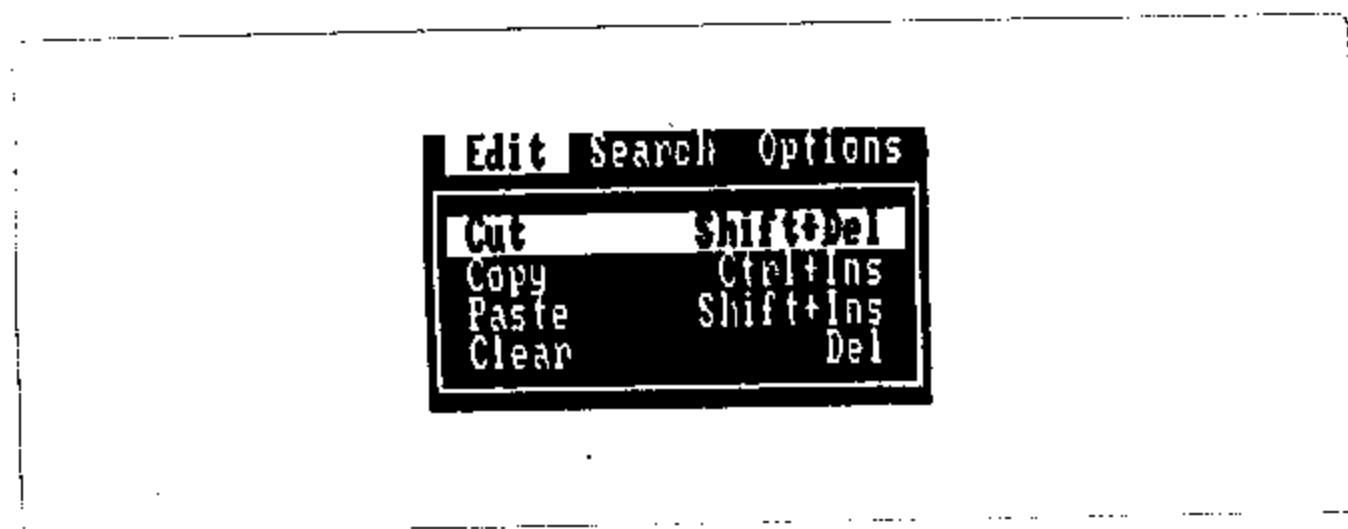 Edit Search Options
Cut Shift+Del
Copy Ctrl+Ins
Paste Shift+Ins
Clear Del